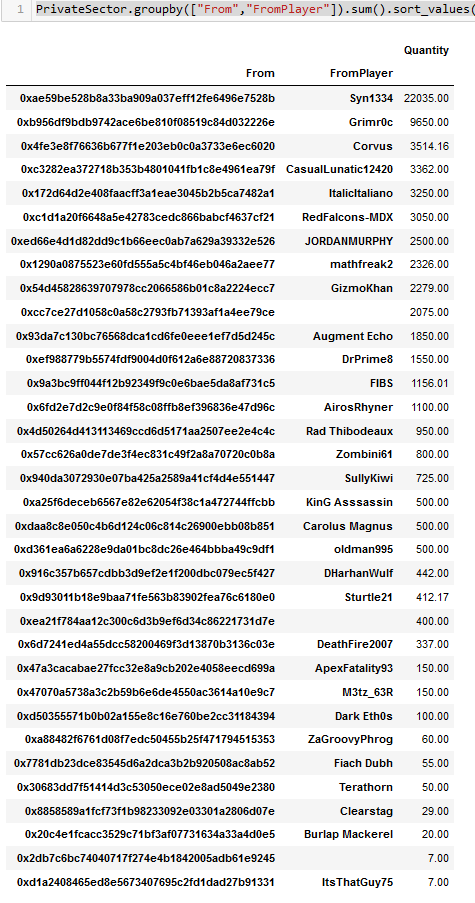 1 PrivateSector.groupby(["From","FromPlayer"]).sum().sort_values(
Quantity
From FromPlayer
0xae59be528b8a33ba909a037eff12fe6496e7528b Syn1334 22035.00
0xb956df9bdb9742ace6be810f08519c84d032226e Grimr0c 9650.00
0x4fe3e8f76636b677f1e203eb0c0a3733e6ec6020 Corvus 3514.16
0xc3282ea372718b353b4801041fb1c8e4961ea79f CasualLunatic12420 3362.00
0x172d64d2e408faacff3a1eae3045b2b5ca7482a1 ItalicItaliano 3250.00
0xc1d1a20f6648a5e42783cedc866babcf4637cf21 RedFalcons-MDX 3050.00
0xed66e4d1d82dd9c1b66eec0ab7a629a39332e526 JORDANMURPHY 2500.00
0x1290a0875523e60fd555a5c4bf46eb046a2aee77 mathfreak2 2326.00
0x54d45828639707978cc2066586b01c8a2224ecc7 GizmoKhan 2279.00
0xcc7ce27d1058c0a58c2793fb71393af1a4ee79ce 2075.00
0x93da7c130bc76568dca1cd6fe0eee1ef7d5d245c Augment Echo 1850.00
0xef988779b5574fdf9004d0f612a6e88720837336 DrPrime8 1550.00
0x9a3bc9ff044f12b92349f9c0e6bae5da8af731c5 FIBS 1156.01
0x6fd2e7d2c9e0f84f58c08ffb8ef396836e47d96c AirosRhyner 1100.00
0x4d50264d413113469ccd6d5171aa2507ee2e4c4c Rad Thibodeaux 950.00
0x57cc626a0de7de3f4ec831c49f2a8a70720c0b8a Zombini61 800.00
0x940da3072930e07ba425a2589a41cf4d4e551447 SullyKiwi 725.00
0xa25f6deceb6567e82e62054f38c1a472744ffcbb KinG Asssassin 500.00
0xdaa8c8e050c4b6d124c06c814c26900ebb08b851 Carolus Magnus 500.00
0xd361ea6a6228e9da01bc8dc26e464bbba49c9df1 oldman995 500.00
0x916c357b657cdbb3d9ef2e1f200dbc079ec5f427 DHarhanWulf 442.00
0x9d93011b18e9baa71fe563b83902fea76c6180e0 Sturtle21 412.17
0xea21f784aa12c300c6d3b9ef6d34c86221731d7e 400.00
0x6d7241ed4a55dcc58200469f3d13870b3136c03e DeathFire2007 337.00
0x47a3cacabae27fcc32e8a9cb202e4058eecd699a ApexFatality93 150.00
0x47070a5738a3c2b59b6e6de4550ac3614a10e9c7 M3tz_63R 150.00
0xd50355571b0b02a155e8c16e760be2cc31184394 Dark Eth0s 100.00
0xa88482f6761d08f7edc50455b25f471794515353 ZaGroovyPhrog 60.00
0x7781db23dce83545d6a2dca3b2b920508ac8ab52 Fiach Dubh 55.00
0x30683dd7f51414d3c53050ece02e8ad5049e2380 Terathorn 50.00
0x8858589a1fcf73f1b98233092e03301a2806d07e Clearstag 29.00
0x20c4e1fcacc3529c71bf3af07731634a33a4d0e5 Burlap Mackerel 20.00
0x2db7c6bc74040717f274e4b1842005adb61e9245 7.00
0xd1a2408465ed8e5673407695c2fd1dad27b91331 ItsThatGuy75 7.00